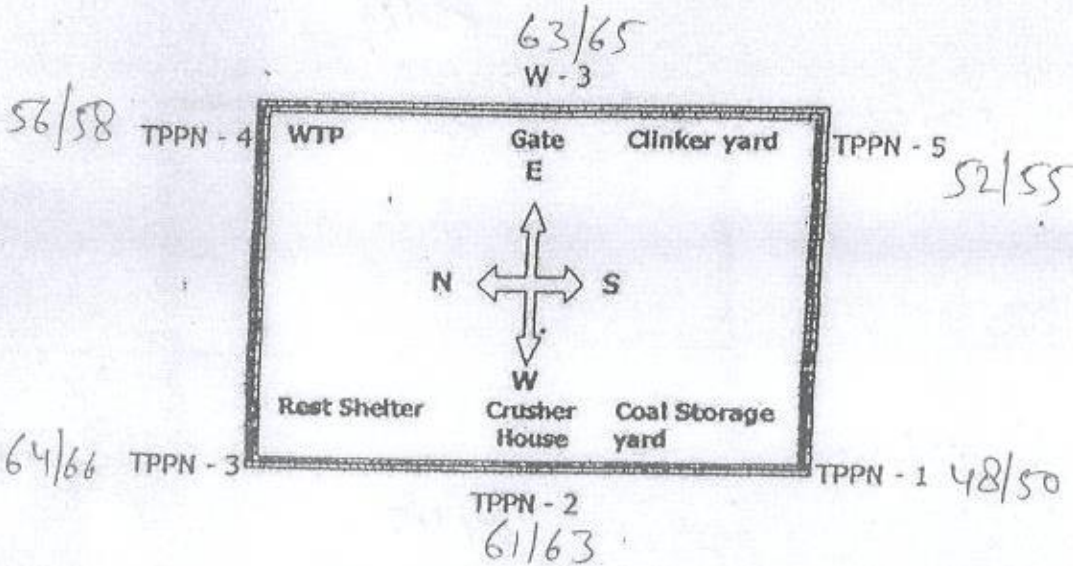 63/65
W - 3
56/58 TPPN - 4 WTP Gate Clinker yard TPPN - 5
E
52/55
N S
W
Rest Shelter Crusher House Coal Storage yard
64/66 TPPN - 3 TPPN - 1 48/50
TPPN - 2
61/63